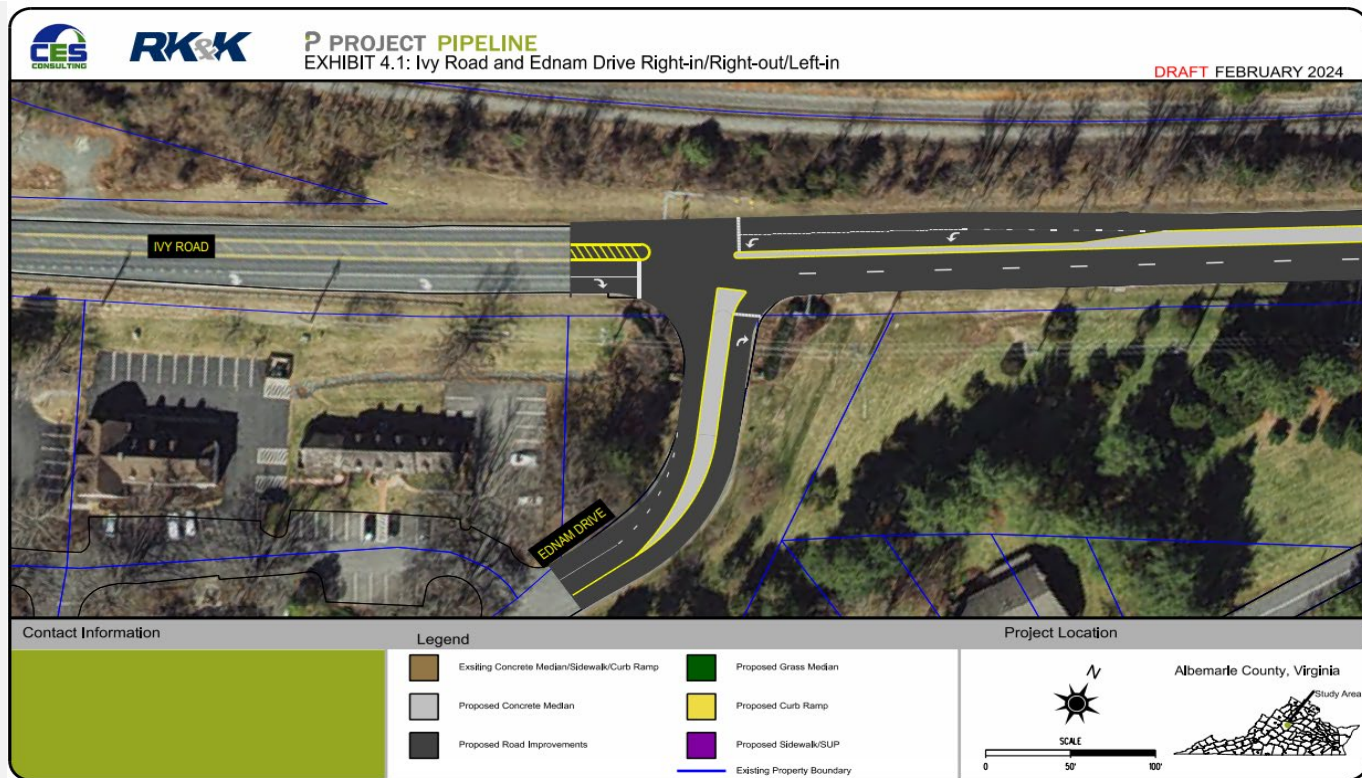 CES
CONSULTING
RK&K
P PROJECT PIPELINE
EXHIBIT 4.1: Ivy Road and Ednam Drive Right-in/Right-out/Left-in
DRAFT FEBRUARY 2024
IVY ROAD
EDNAM DRIVE
Contact Information
Legend
Exsiting Concrete Median/Sidewalk/Curb Ramp
Proposed Concrete Median
Proposed Road Improvements
Proposed Grass Median
Proposed Curb Ramp
Proposed Sidewalk/SUP
Existing Property Boundary
Project Location
N
SCALE
0 50' 100'
Albemarle County, Virginia
Study Area